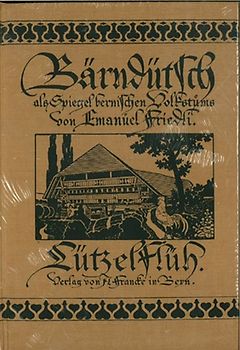 Bärndütsch
als Spiegel bernischen Volkstums
von Emanuel Friedli.
Lützelflüh.
Verlag von A. Francke in Bern.